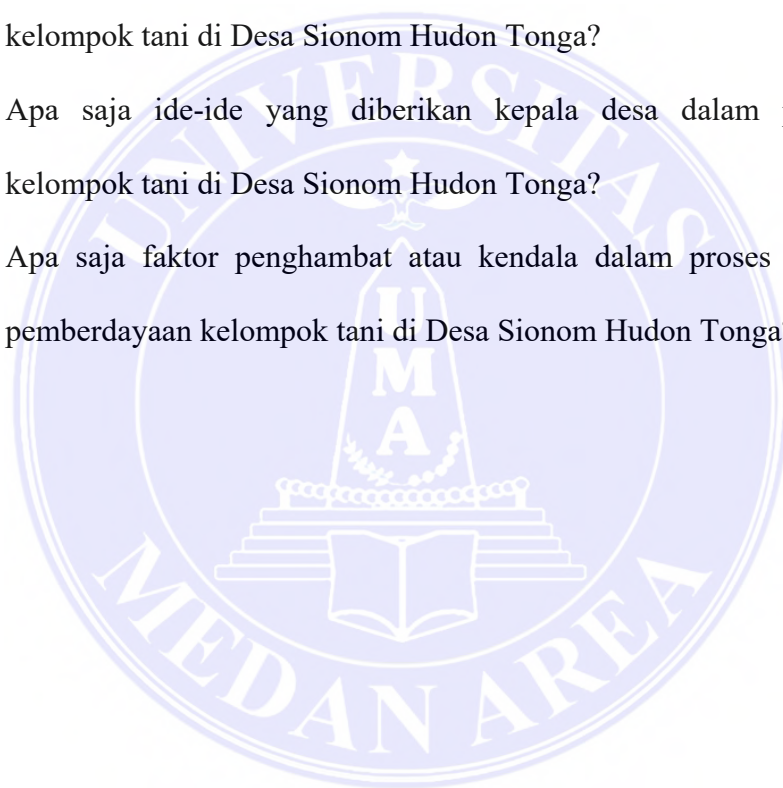 kelompok tani di Desa Sionom Hudon Tonga?
Apa saja ide-ide yang diberikan kepala desa dalam
kelompok tani di Desa Sionom Hudon Tonga?
Apa saja faktor penghambat atau kendala dalam proses
pemberdayaan kelompok tani di Desa Sionom Hudon Tonga
UNIVERSITAS
UMA
MEDAN AREA